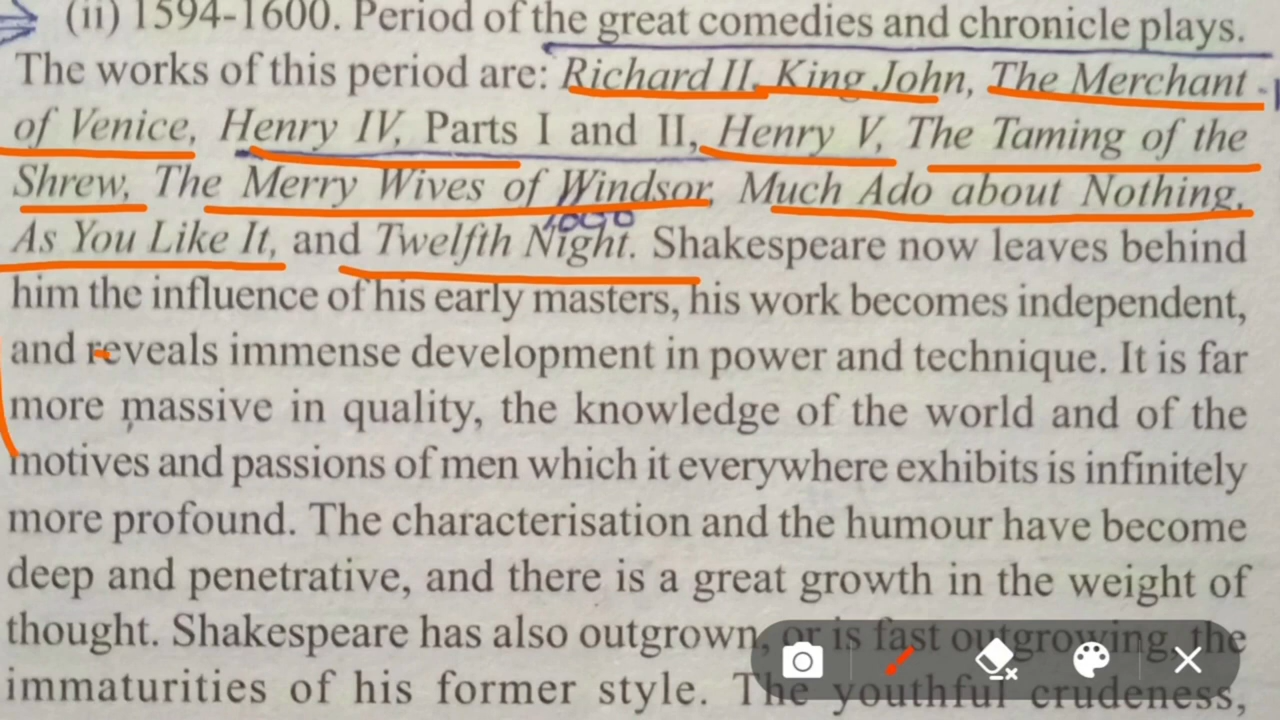 (ii) 1594-1600. Period of the great comedies and chronicle plays.
The works of this period are: Richard II, King John, The Merchant
of Venice, Henry IV, Parts I and II, Henry V, The Taming of the
Shrew, The Merry Wives of Windsor, Much Ado about Nothing,
As You Like It, and Twelfth Night. Shakespeare now leaves behind
him the influence of his early masters, his work becomes independent,
and reveals immense development in power and technique. It is far
more massive in quality, the knowledge of the world and of the
motives and passions of men which it everywhere exhibits is infinitely
more profound. The characterisation and the humour have become
deep and penetrative, and there is a great growth in the weight of
thought. Shakespeare has also outgrown, or is fast outgrowing, the
immaturities of his former style. The youthful crudeness,